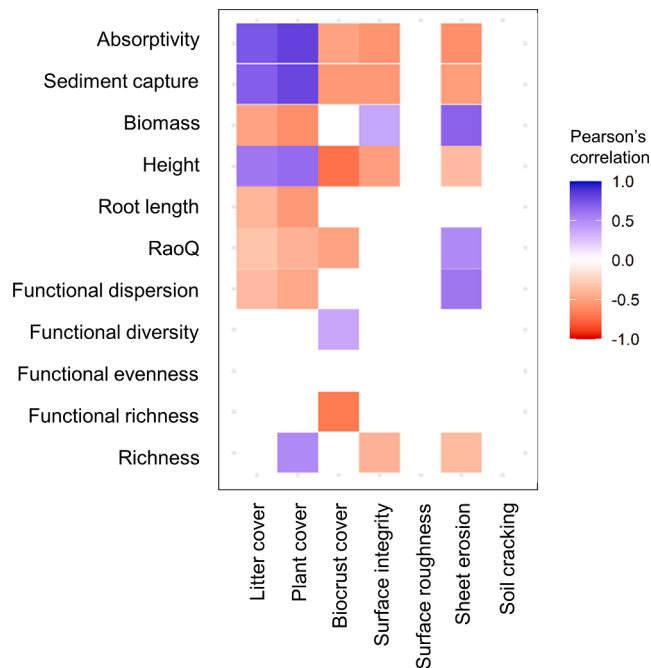 Absorptivity
Sediment capture
Biomass
Height
Root length
RaoQ
Functional dispersion
Functional diversity
Functional evenness
Functional richness
Richness
Litter cover
Plant cover
Biocrust cover
Surface integrity
Surface roughness
Sheet erosion
Soil cracking
Pearson's
correlation
1.0
0.5
0.0
-0.5
-1.0